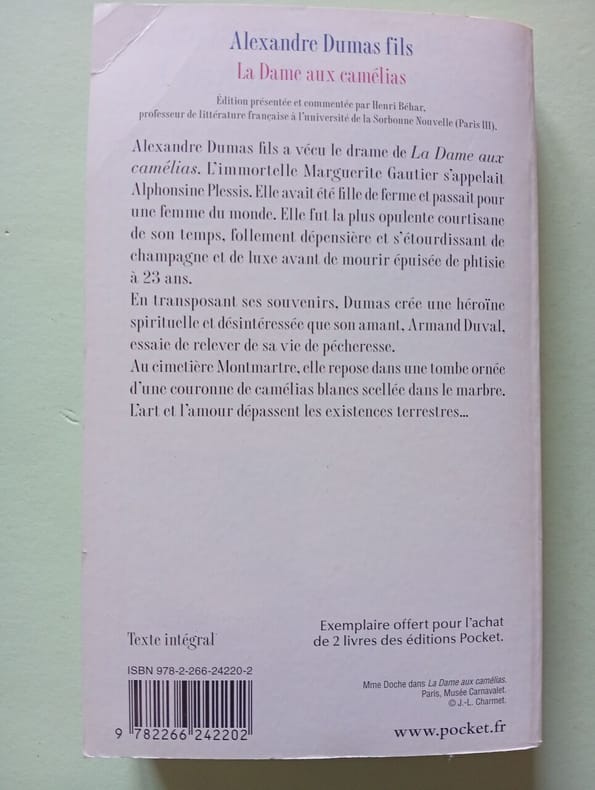 Alexandre Dumas fils
La Dame aux camélias
Édition présentée et commentée par Henri Béhar,
professeur de littérature française à l'université de la Sorbonne Nouvelle (Paris III).
Alexandre Dumas fils a vécu le drame de La Dame aux
camélias. L'immortelle Marguerite Gautier s'appelait
Alphonsine Plessis. Elle avait été fille de ferme et passait pour
une femme du monde. Elle fut la plus opulente courtisane
de son temps, follement dépensière et s'étourdissant de
champagne et de luxe avant de mourir épuisée de phtisie
à 23 ans.
En transposant ses souvenirs, Dumas crée une héroïne
spirituelle et désintéressée que son amant, Armand Duval,
essaie de relever de sa vie de pécheresse.
Au cimetière Montmartre, elle repose dans une tombe ornée
d'une couronne de camélias blancs scellée dans le marbre.
L'art et l'amour dépassent les existences terrestres...
Exemplaire offert pour l'achat
de 2 livres des éditions Pocket.
Texte intégral
ISBN 978-2-266-24220-2
9 782266 242202
Mme Doche dans La Dame aux camélias.
Paris, Musée Carnavalet.
© J.-L. Charmet.
www.pocket.fr